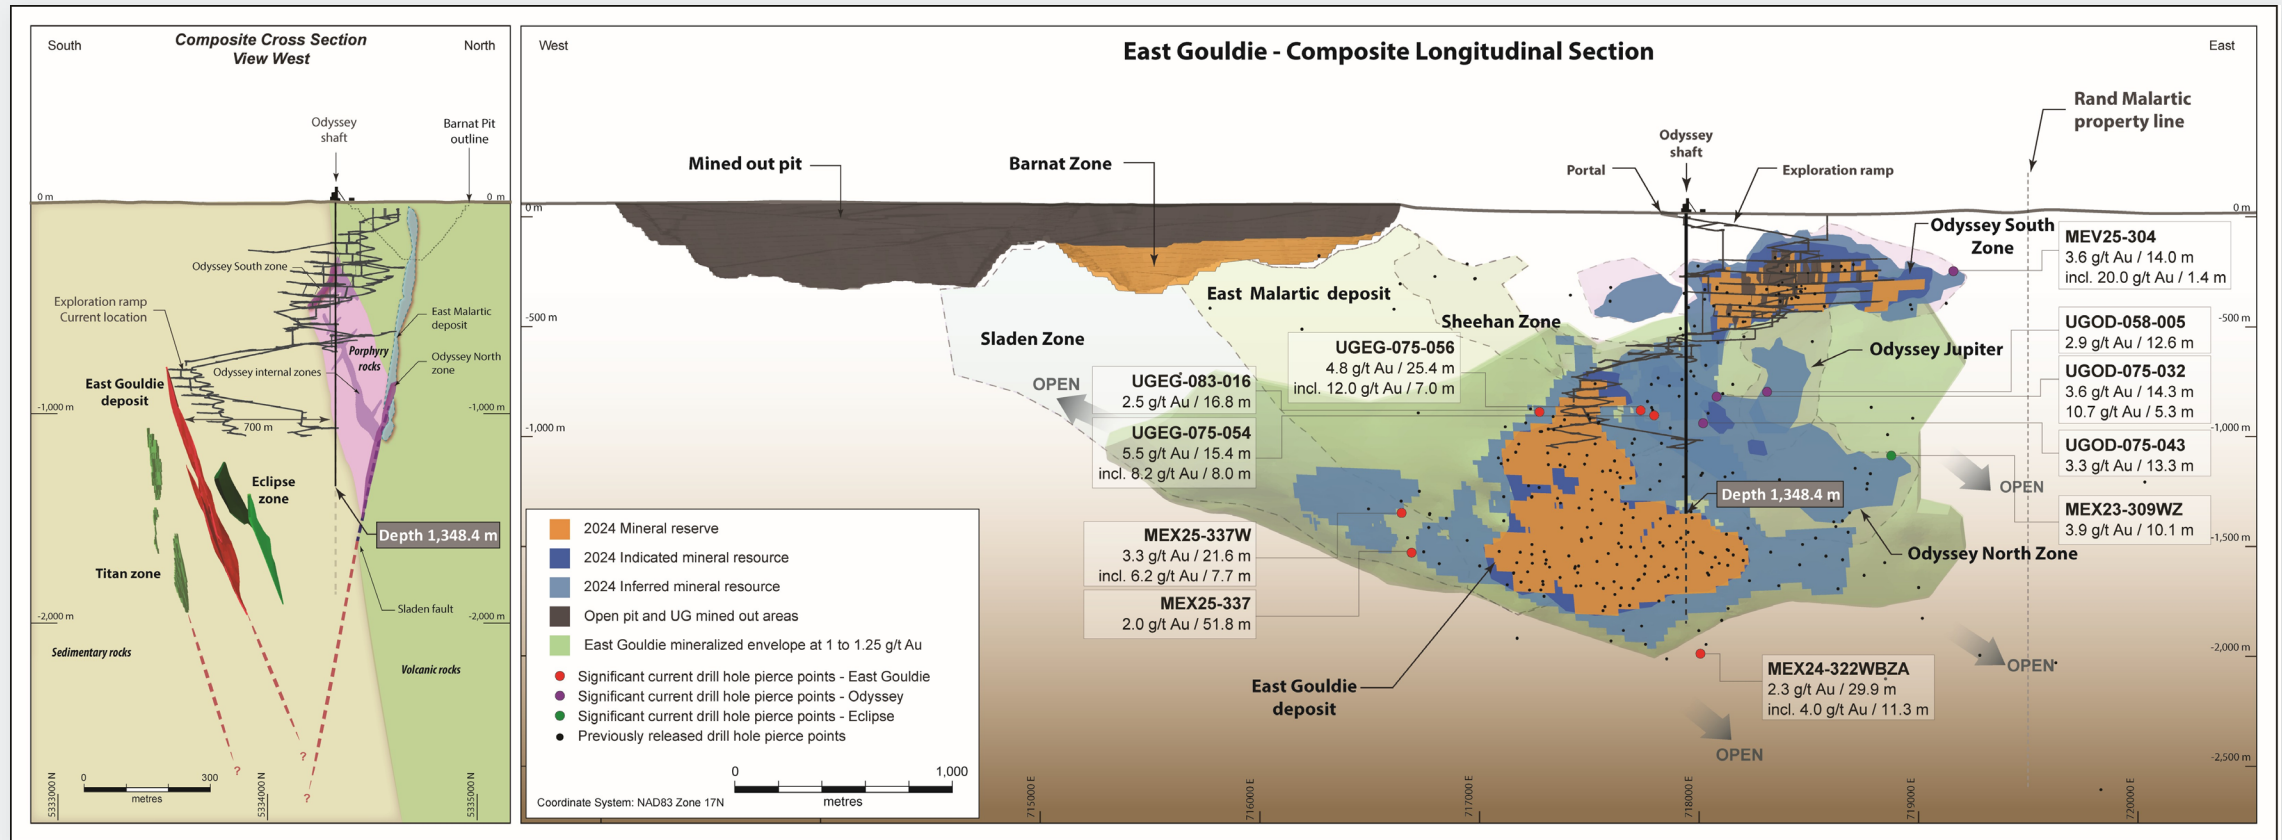 South
Composite Cross Section
View West
North
Odyssey
shaft
Barnat Pit
outline
0 m
0 m
Odyssey South zone
Exploration ramp
Current location
East Malartic
deposit
Porphyry
rocks
Odyssey North
zone
Odyssey internal zones
East Gouldie
deposit
-1,000 m
-1,000 m
700 m
Eclipse
zone
Depth 1,348.4 m
Titan zone
Sladen fault
-2,000 m
-2,000 m
Sedimentary rocks
Volcanic rocks
?
?
?
0
300
metres
5333000 N
5334000 N
5335000 N
West
East Gouldie - Composite Longitudinal Section
East
Rand Malartic
property line
Mined out pit
Barnat Zone
Portal
Odyssey
shaft
Exploration ramp
0 m
0 m
Odyssey South
Zone
MEV25-304
3.6 g/t Au / 14.0 m
incl. 20.0 g/t Au / 1.4 m
East Malartic deposit
Sladen Zone
Sheehan Zone
-500 m
-500 m
UGOD-058-005
2.9 g/t Au / 12.6 m
Odyssey Jupiter
UGEG-075-056
4.8 g/t Au / 25.4 m
incl. 12.0 g/t Au / 7.0 m
UGOD-075-032
3.6 g/t Au / 14.3 m
10.7 g/t Au / 5.3 m
OPEN
UGEG-083-016
2.5 g/t Au / 16.8 m
-1,000 m
-1,000 m
UGEG-075-054
5.5 g/t Au / 15.4 m
incl. 8.2 g/t Au / 8.0 m
UGOD-075-043
3.3 g/t Au / 13.3 m
OPEN
Depth 1,348.4 m
MEX23-309WZ
3.9 g/t Au / 10.1 m
MEX25-337W
3.3 g/t Au / 21.6 m
incl. 6.2 g/t Au / 7.7 m
-1,500 m
Odyssey North Zone
MEX25-337
2.0 g/t Au / 51.8 m
-2,000 m
OPEN
MEX24-322WBZA
2.3 g/t Au / 29.9 m
incl. 4.0 g/t Au / 11.3 m
East Gouldie
deposit
OPEN
-2,500 m
2024 Mineral reserve
2024 Indicated mineral resource
2024 Inferred mineral resource
Open pit and UG mined out areas
East Gouldie mineralized envelope at 1 to 1.25 g/t Au
Significant current drill hole pierce points - East Gouldie
Significant current drill hole pierce points - Odyssey
Significant current drill hole pierce points - Eclipse
Previously released drill hole pierce points
0
1,000
metres
Coordinate System: NAD83 Zone 17N
715000 E
716000 E
717000 E
718000 E
719000 E
720000 E